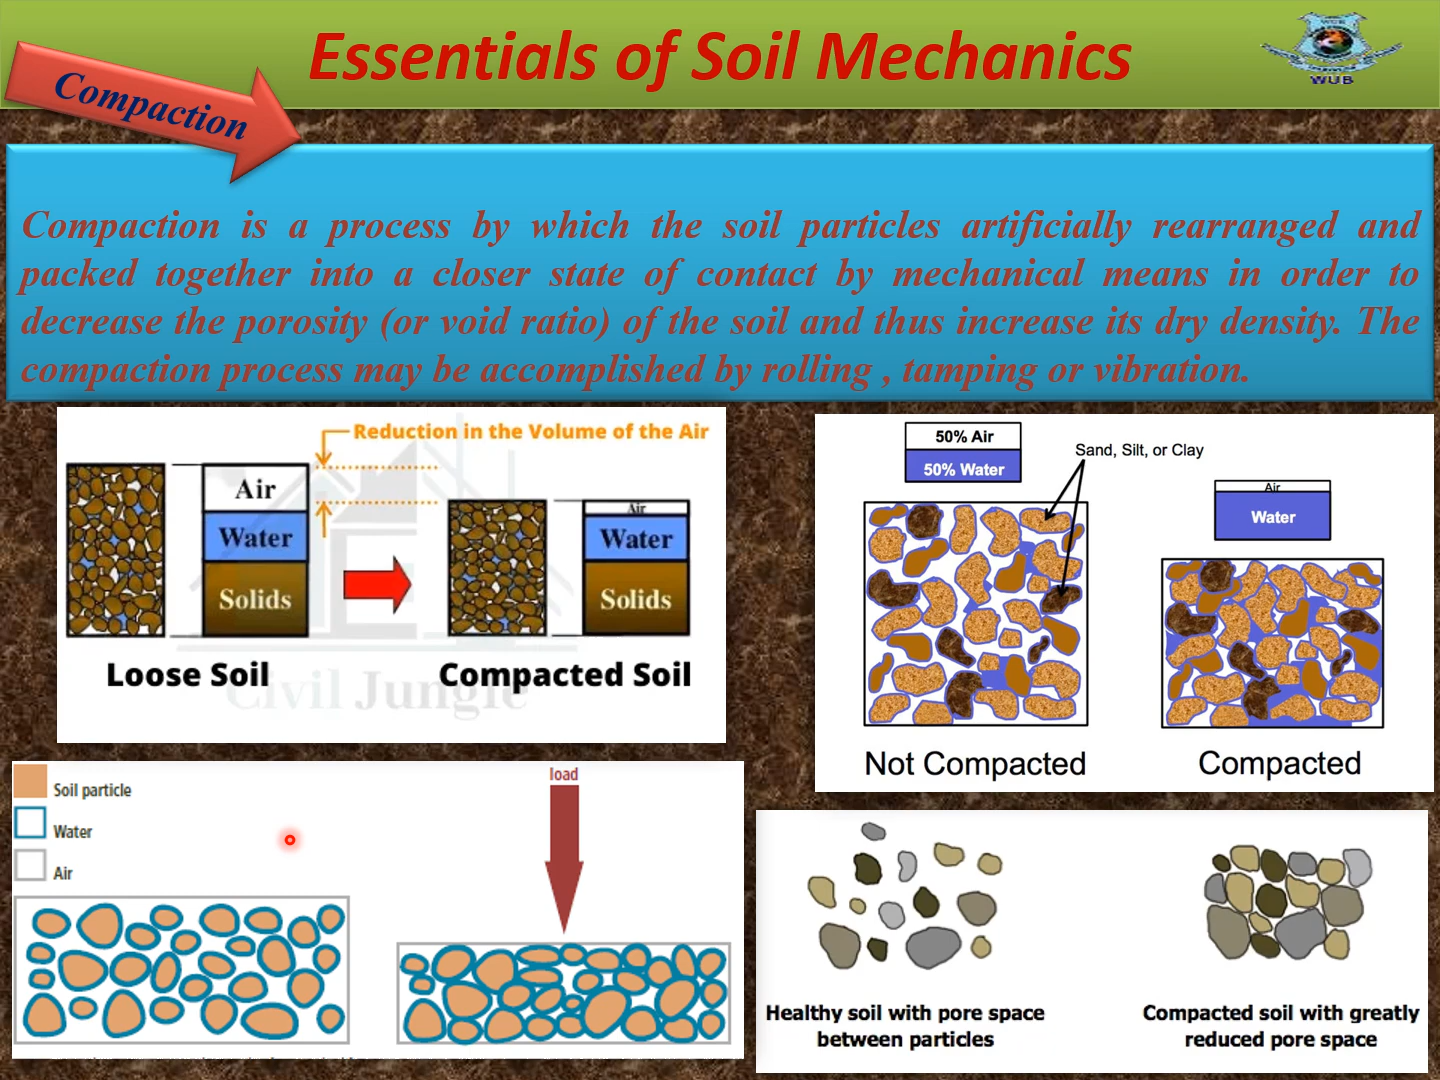 Essentials of Soil Mechanics
WUB
Compaction
Compaction is a process by which the soil particles artificially rearranged and
packed together into a closer state of contact by mechanical means in order to
decrease the porosity (or void ratio) of the soil and thus increase its dry density. The
compaction process may be accomplished by rolling , tamping or vibration.
Reduction in the Volume of the Air
Air
Water
Solids
Air
Water
Solids
Loose Soil
Compacted Soil
Civil Jungle
50% Air
50% Water
Sand, Silt, or Clay
Air
Water
Not Compacted
Compacted
Soil particle
Water
Air
load
Healthy soil with pore space
between particles
Compacted soil with greatly
reduced pore space